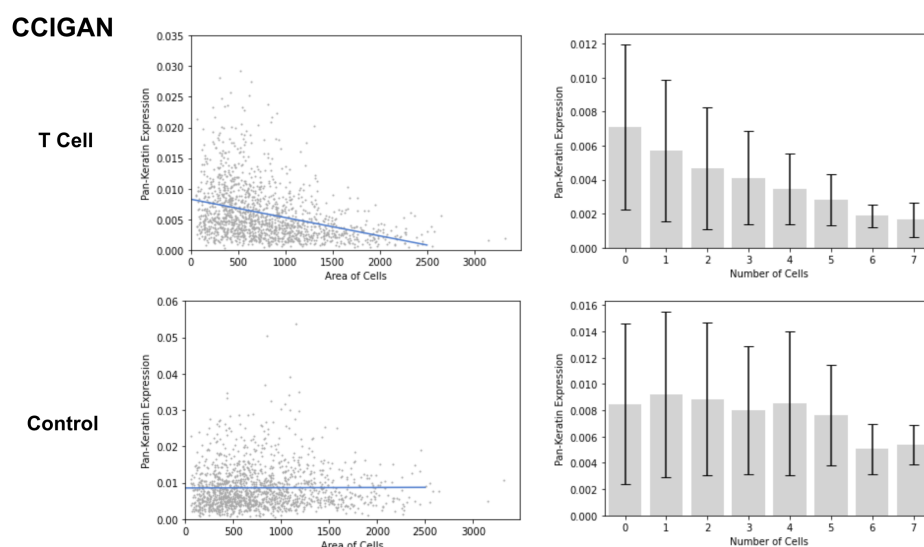 CCIGAN
T Cell
Pan-Keratin Expression
0.035
0.030
0.025
0.020
0.015
0.010
0.005
0.000
0 500 1000 1500 2000 2500 3000
Area of Cells
Pan-Keratin Expression
0.012
0.010
0.008
0.006
0.004
0.002
0.000
0 1 2 3 4 5 6 7
Number of Cells
Control
Pan-Keratin Expression
0.06
0.05
0.04
0.03
0.02
0.01
0.00
0 500 1000 1500 2000 2500 3000
Area of Cells
Pan-Keratin Expression
0.016
0.014
0.012
0.010
0.008
0.006
0.004
0.002
0.000
0 1 2 3 4 5 6 7
Number of Cells